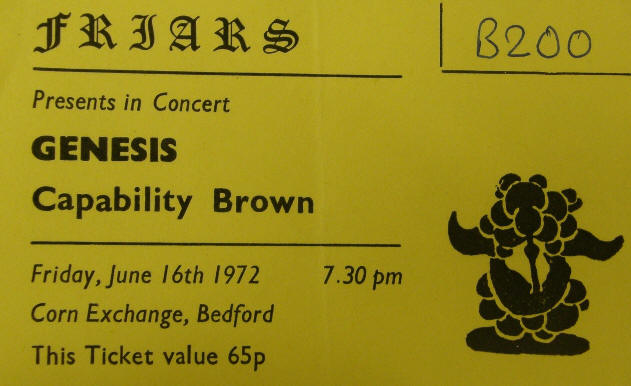 FRIARS
B200
Presents in Concert
GENESIS
Capability Brown
Friday, June 16th 1972 7.30 pm
Corn Exchange, Bedford
This Ticket value 65p